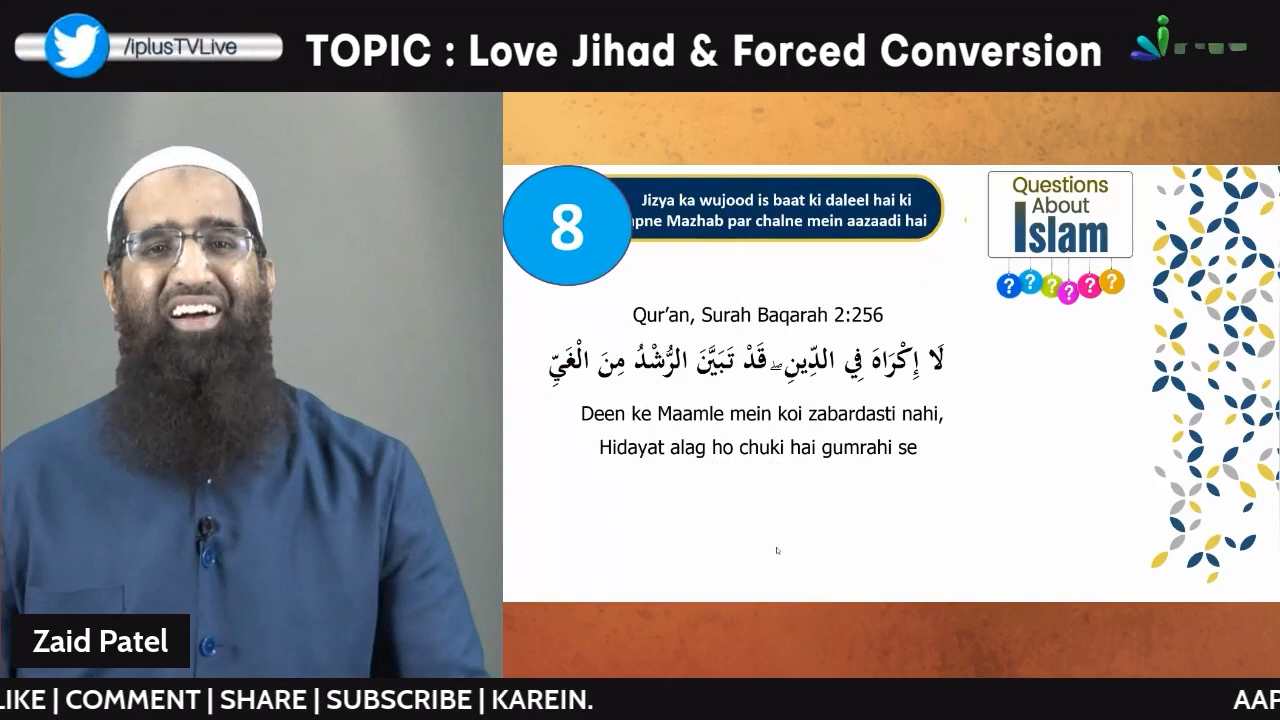 /iplusTVLive
TOPIC : Love Jihad & Forced Conversion
8
Jizya ka wujood is baat ki daleel hai ki
pne Mazhab par chalne mein aazaadi hai
Questions
About
Islam
? ? ? ? ? ?
Qur’an, Surah Baqarah 2:256
لَا إِكْرَاهَ فِي الدِّينِ ۖ قَدْ تَبَيَّنَ الرُّشْدُ مِنَ الْغَيِّ
Deen ke Maamle mein koi zabardasti nahi,
Hidayat alag ho chuki hai gumrahi se
Zaid Patel
LIKE | COMMENT | SHARE | SUBSCRIBE | KAREIN.
AAP